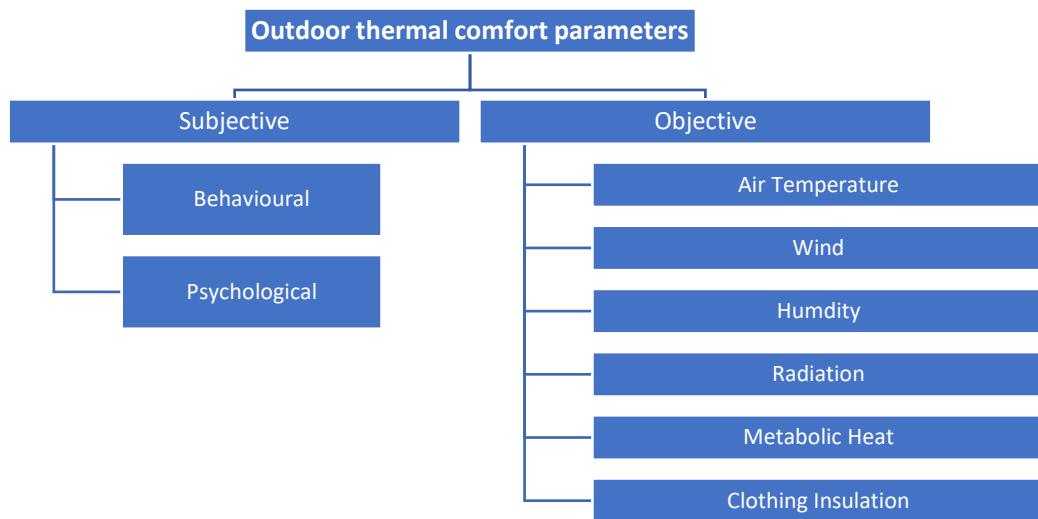 Outdoor thermal comfort parameters
Subjective
Behavioural
Psychological
Objective
Air Temperature
Wind
Humdity
Radiation
Metabolic Heat
Clothing Insulation